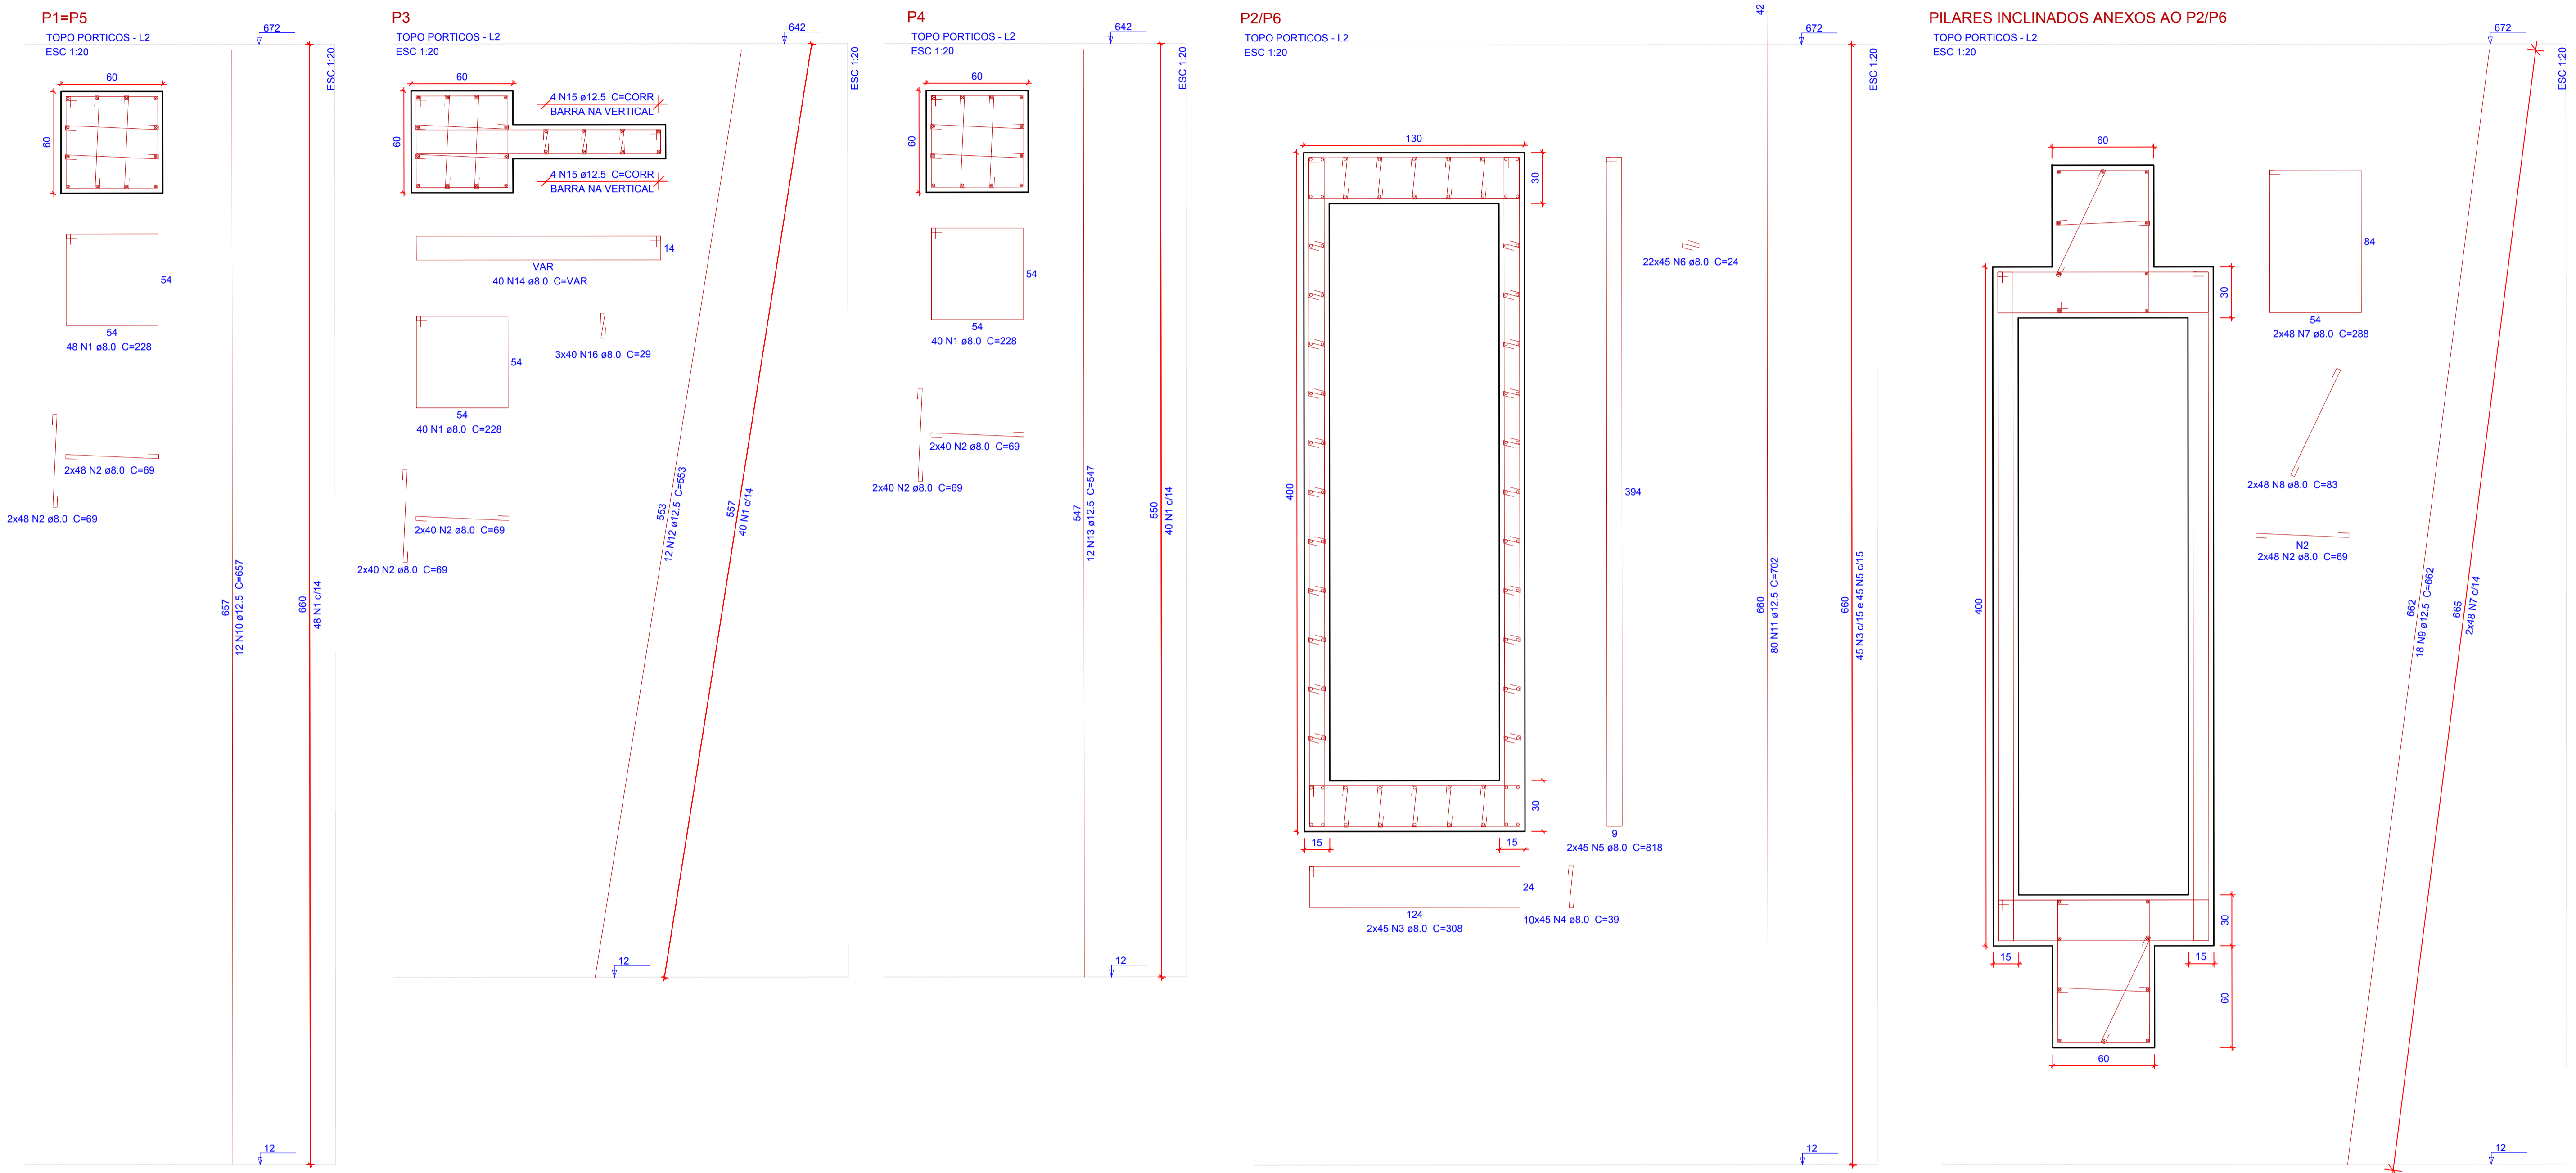 P1=P5
TOPO PORTICOS - L2
ESC 1:20
672
ESC 1:20
60
60
54
54
48 N1 ø8.0 C=228
2x48 N2 ø8.0 C=69
2x48 N2 ø8.0 C=69
657
12 N10 ø12.5 C=657
660
48 N1 c/14
12
P3
TOPO PORTICOS - L2
ESC 1:20
642
ESC 1:20
60
60
4 N15 ø12.5 C=CORR
BARRA NA VERTICAL
4 N15 ø12.5 C=CORR
BARRA NA VERTICAL
14
VAR
40 N14 ø8.0 C=VAR
54
54
40 N1 ø8.0 C=228
3x40 N16 ø8.0 C=29
2x40 N2 ø8.0 C=69
2x40 N2 ø8.0 C=69
553
12 N12 ø12.5 C=553
557
40 N1 c/14
12
P4
TOPO PORTICOS - L2
ESC 1:20
642
ESC 1:20
60
60
54
54
40 N1 ø8.0 C=228
2x40 N2 ø8.0 C=69
2x40 N2 ø8.0 C=69
547
12 N13 ø12.5 C=547
550
40 N1 c/14
12
P2/P6
TOPO PORTICOS - L2
ESC 1:20
42
672
ESC 1:20
130
30
400
30
15
15
394
9
2x45 N5 ø8.0 C=818
22x45 N6 ø8.0 C=24
24
124
2x45 N3 ø8.0 C=308
10x45 N4 ø8.0 C=39
660
80 N11 ø12.5 C=702
660
45 N3 c/15 e 45 N5 c/15
12
PILARES INCLINADOS ANEXOS AO P2/P6
TOPO PORTICOS - L2
ESC 1:20
672
ESC 1:20
60
30
400
30
15
15
60
60
84
54
2x48 N7 ø8.0 C=288
2x48 N8 ø8.0 C=83
N2
2x48 N2 ø8.0 C=69
662
18 N9 ø12.5 C=662
665
2x48 N7 c/14
12